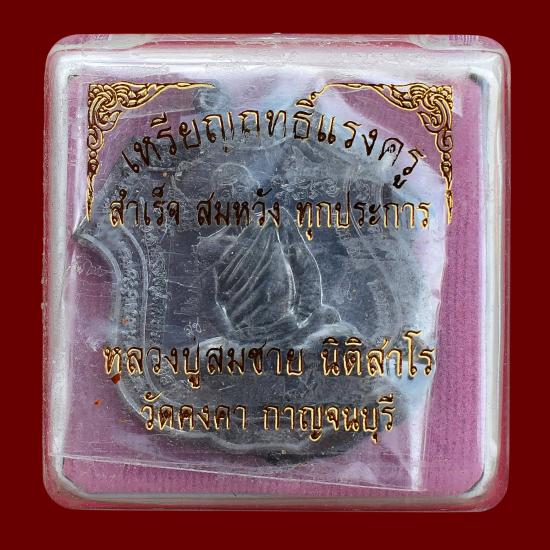 เหรียญฤทธิ์แรงครู
สำเร็จ สมหวัง ทุกประการ
หลวงปู่สมชาย นิติสาโร
วัดคงคา กาญจนบุรี